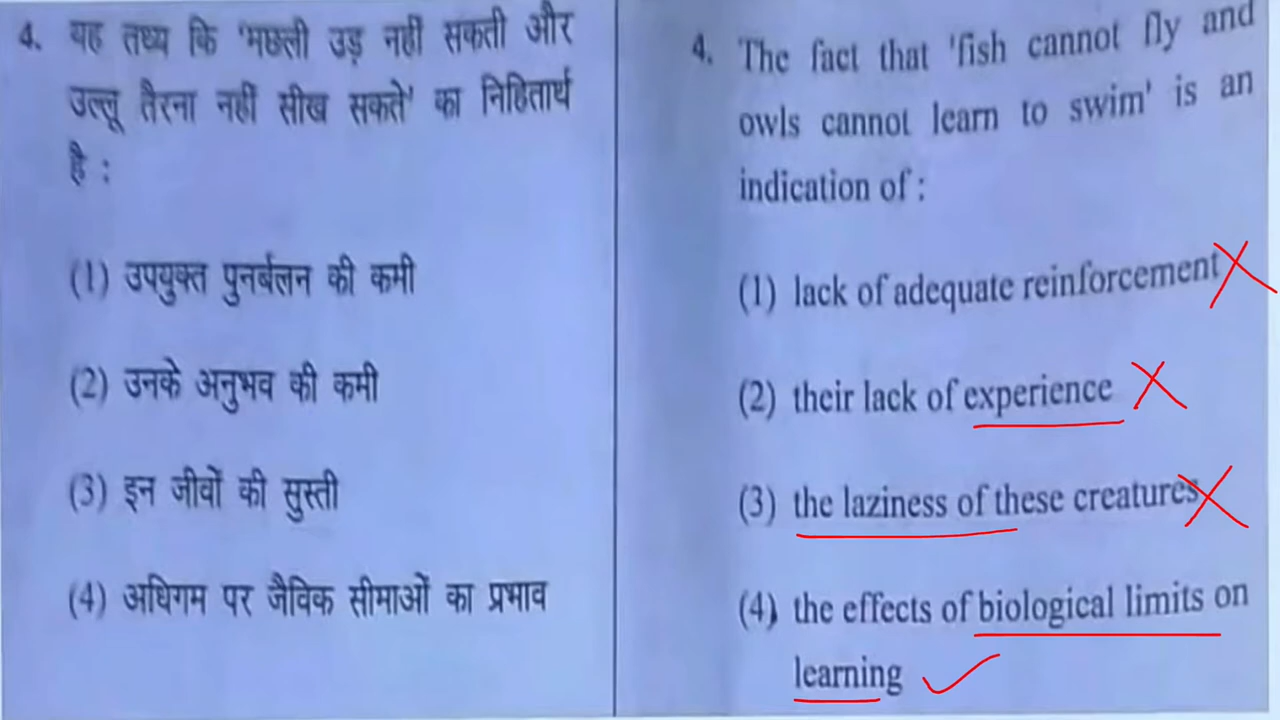 4. यह तथ्य कि 'मछली उड़ नहीं सकती और
उल्लू तैरना नहीं सीख सकते' का निहितार्थ
है :
(1) उपयुक्त पुनर्बलन की कमी
(2) उनके अनुभव की कमी
(3) इन जीवों की सुस्ती
(4) अधिगम पर जैविक सीमाओं का प्रभाव
4. The fact that 'fish cannot fly and
owls cannot learn to swim' is an
indication of :
(1) lack of adequate reinforcement
(2) their lack of experience
(3) the laziness of these creatures
(4) the effects of biological limits on
learning